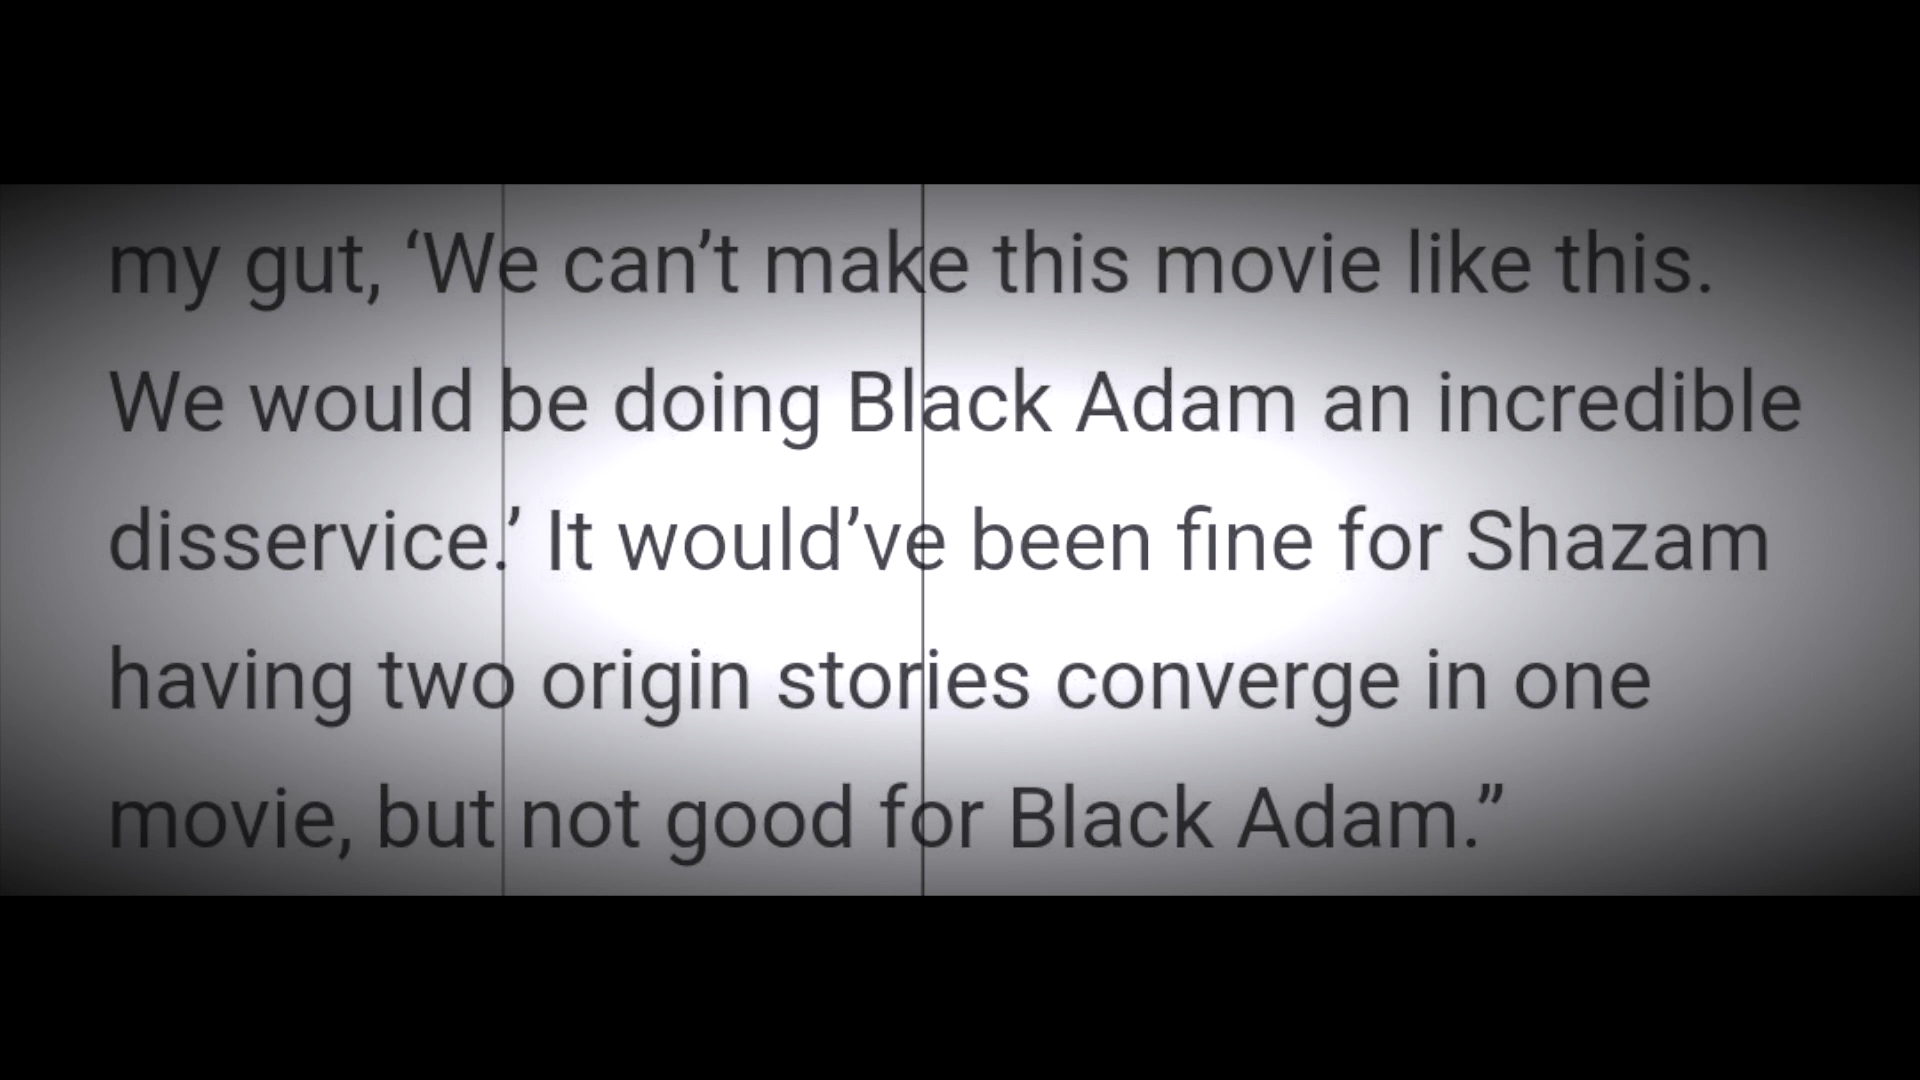 my gut, ‘We can’t make this movie like this.
We would be doing Black Adam an incredible
disservice.’ It would’ve been fine for Shazam
having two origin stories converge in one
movie, but not good for Black Adam.”